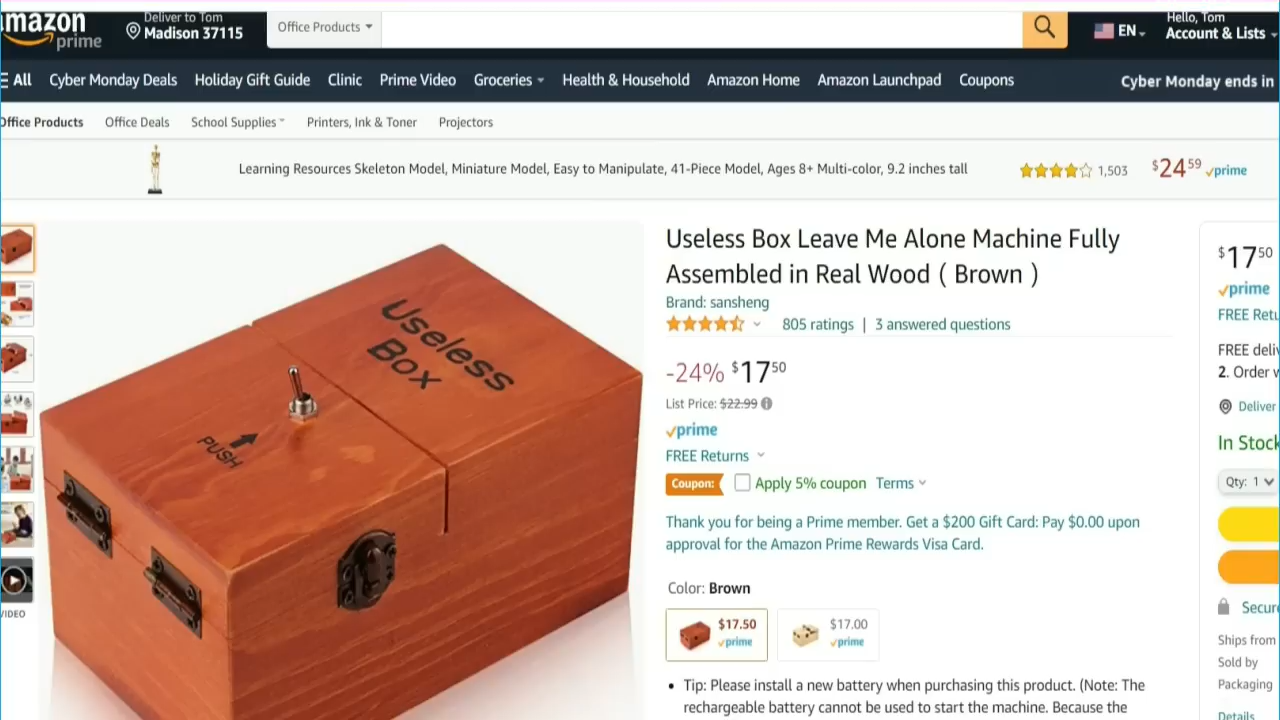 amazon
prime
Deliver to Tom
Madison 37115
Office Products
EN
Hello, Tom
Account & Lists
All
Cyber Monday Deals
Holiday Gift Guide
Clinic
Prime Video
Groceries
Health & Household
Amazon Home
Amazon Launchpad
Coupons
Cyber Monday ends in
Office Products
Office Deals
School Supplies
Printers, Ink & Toner
Projectors
Learning Resources Skeleton Model, Miniature Model, Easy to Manipulate, 41-Piece Model, Ages 8+ Multi-color, 9.2 inches tall
1,503
$24 59
prime
Useless
Box
PUSH
VIDEO
Useless Box Leave Me Alone Machine Fully
Assembled in Real Wood ( Brown )
Brand: sansheng
805 ratings | 3 answered questions
-24% $17 50
List Price: $22.99
prime
FREE Returns
Coupon: Apply 5% coupon Terms
Thank you for being a Prime member. Get a $200 Gift Card: Pay $0.00 upon
approval for the Amazon Prime Rewards Visa Card.
Color: Brown
$17.50
prime
$17.00
prime
• Tip: Please install a new battery when purchasing this product. (Note: The
rechargeable battery cannot be used to start the machine. Because the
$17 50
prime
FREE Retu
FREE deliv
2. Order w
Deliver
In Stock
Qty: 1
Secure
Ships from
Sold by
Packaging
Details